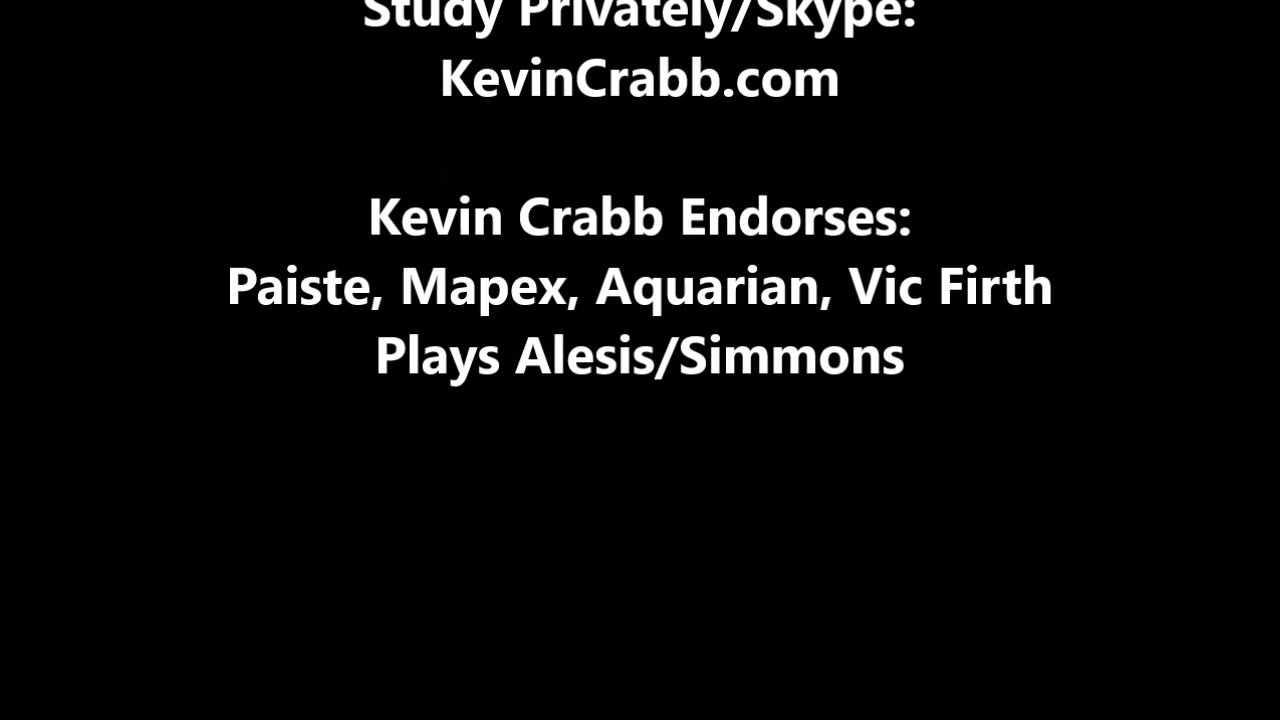 Study Privately/Skype:
KevinCrabb.com
Kevin Crabb Endorses:
Paiste, Mapex, Aquarian, Vic Firth
Plays Alesis/Simmons